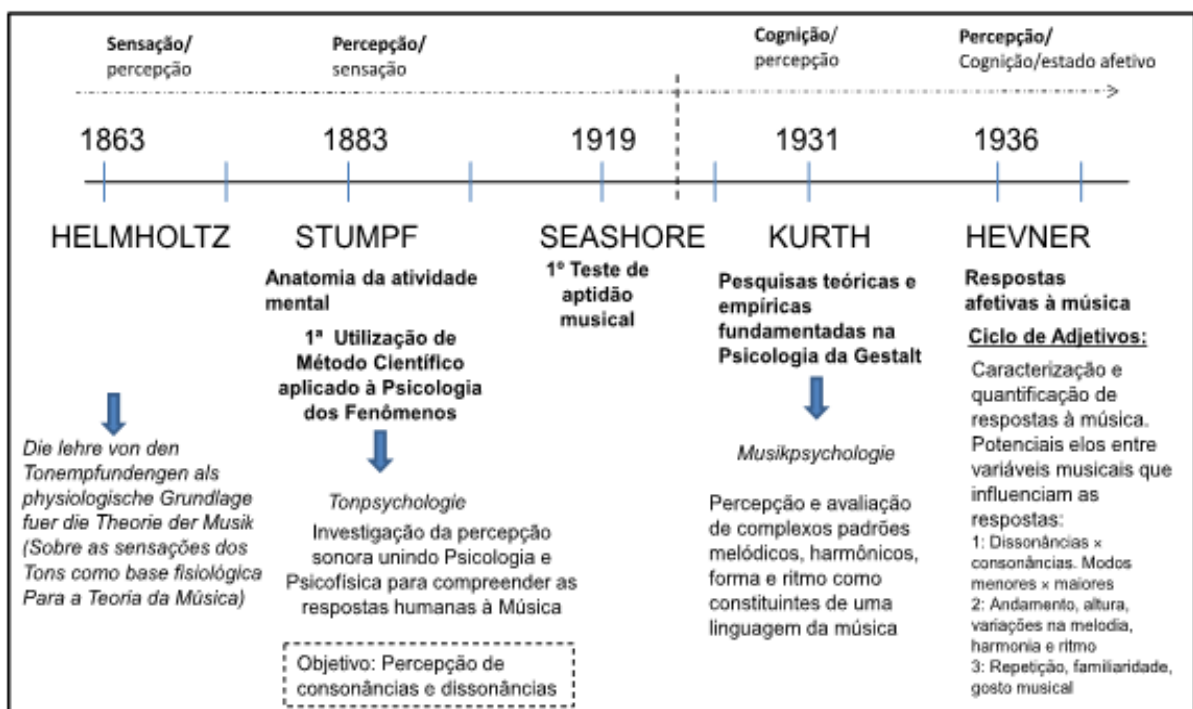 Sensação/
percepção
Percepção/
sensação
Cognição/
percepção
Percepção/
Cognição/estado afetivo
1863
1883
1919
1931
1936
HELMHOLTZ
STUMPF
SEASHORE
KURTH
HEVNER
Die lehre von den
Tonempfundengen als
physiologische Grundlage
fuer die Theorie der Musik
(Sobre as sensações dos
Tons como base fisiológica
Para a Teoria da Música)
Anatomia da atividade
mental
1ª Utilização de
Método Científico
aplicado à Psicologia
dos Fenômenos
Tonpsychologie
Investigação da percepção
sonora unindo Psicologia e
Psicofísica para compreender as
respostas humanas à Música
Objetivo: Percepção de
consonâncias e dissonâncias
1º Teste de
aptidão
musical
Pesquisas teóricas e
empíricas
fundamentadas na
Psicologia da Gestalt
Musikpsychologie
Percepção e avaliação
de complexos padrões
melódicos, harmônicos,
forma e ritmo como
constituintes de uma
linguagem da música
Respostas
afetivas à música
Ciclo de Adjetivos:
Caracterização e
quantificação de
respostas à música.
Potenciais elos entre
variáveis musicais que
influenciam as
respostas:
1: Dissonâncias ×
consonâncias. Modos
menores × maiores
2: Andamento, altura,
variações na melodia,
harmonia e ritmo
3: Repetição, familiaridade,
gosto musical